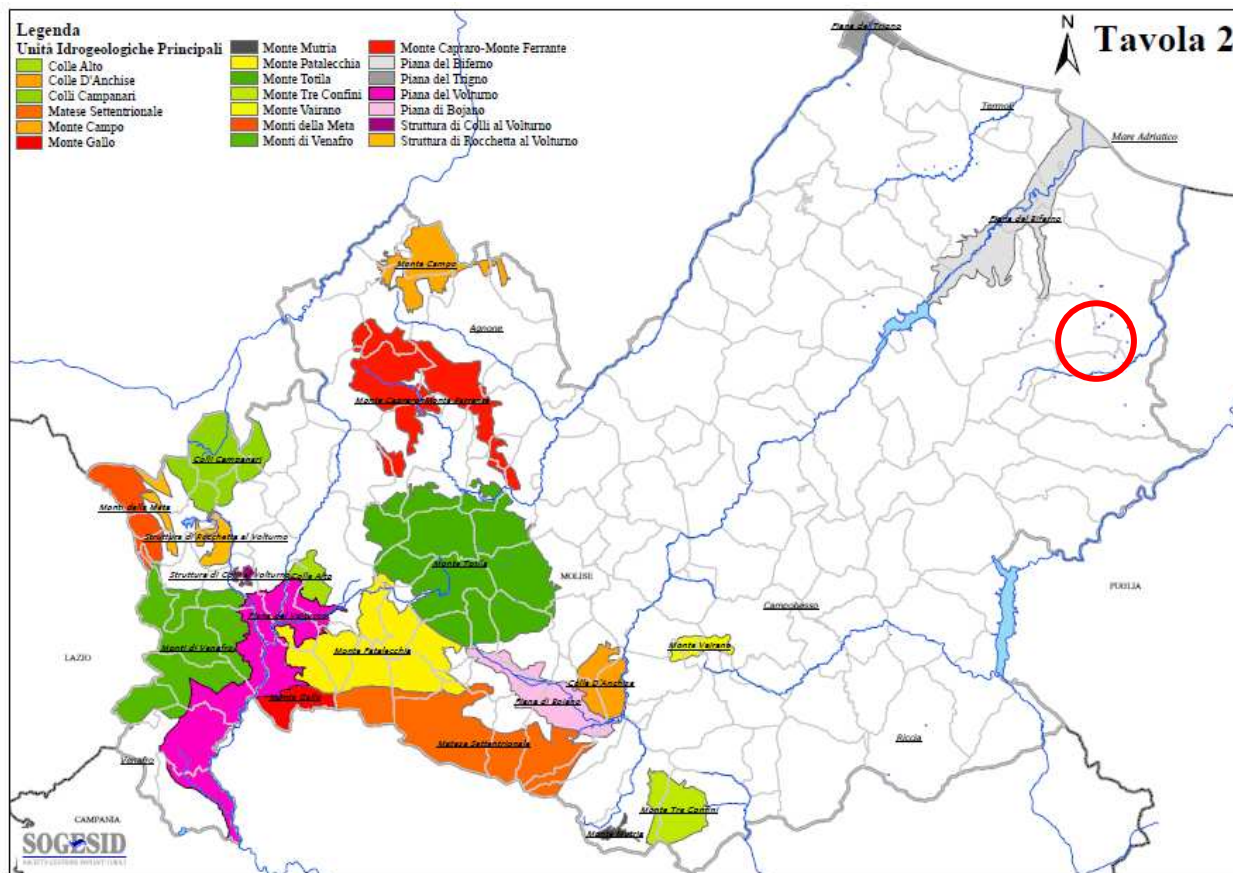 Legenda
Unità Idrogeologiche Principali
Colle Alto
Colle D'Anchise
Colli Campanari
Matese Settentrionale
Monte Campo
Monte Gallo
Monte Mutria
Monte Patalecchia
Monte Totila
Monte Tre Confini
Monte Vairano
Monti della Meta
Monti di Venafro
Monte Capraro-Monte Ferrante
Piana del Biferno
Piana del Trigno
Piana del Volturno
Piana di Bojano
Struttura di Colli al Volturno
Struttura di Rocchetta al Volturno
Piana del Trigno
N
Tavola 2
Termoli
Mare Adriatico
Piana del Biferno
Monte Campo
Agnone
Monte Capraro-Monte Ferrante
Colli Campanari
Monti della Meta
Struttura di Rocchetta al Volturno
Struttura di Colli al Volturno
Colle Alto
Monte Totila
MOLISE
PUGLIA
Campobasso
Piana del Volturno
LAZIO
Monti di Venafro
Monte Patalecchia
Monte Vairano
Colle D'Anchise
Monte Gallo
Piana di Bojano
Matese Settentrionale
Riccia
Venafro
Monte Tre Confini
CAMPANIA
Monte Mutria
SOGESID